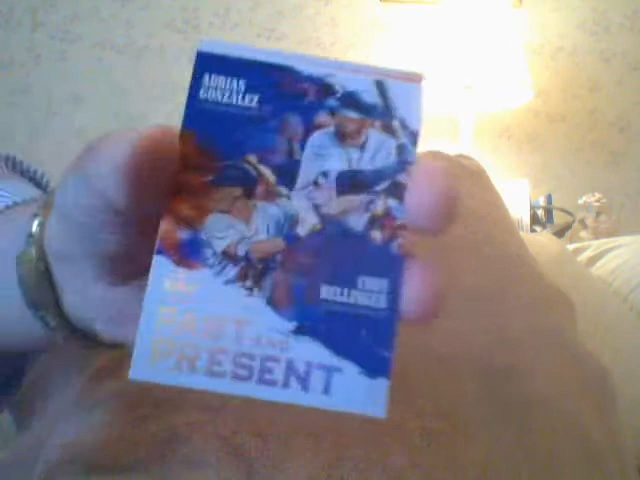 ADRIAN
GONZALEZ
CODY
BELLINGER
PAST AND
PRESENT